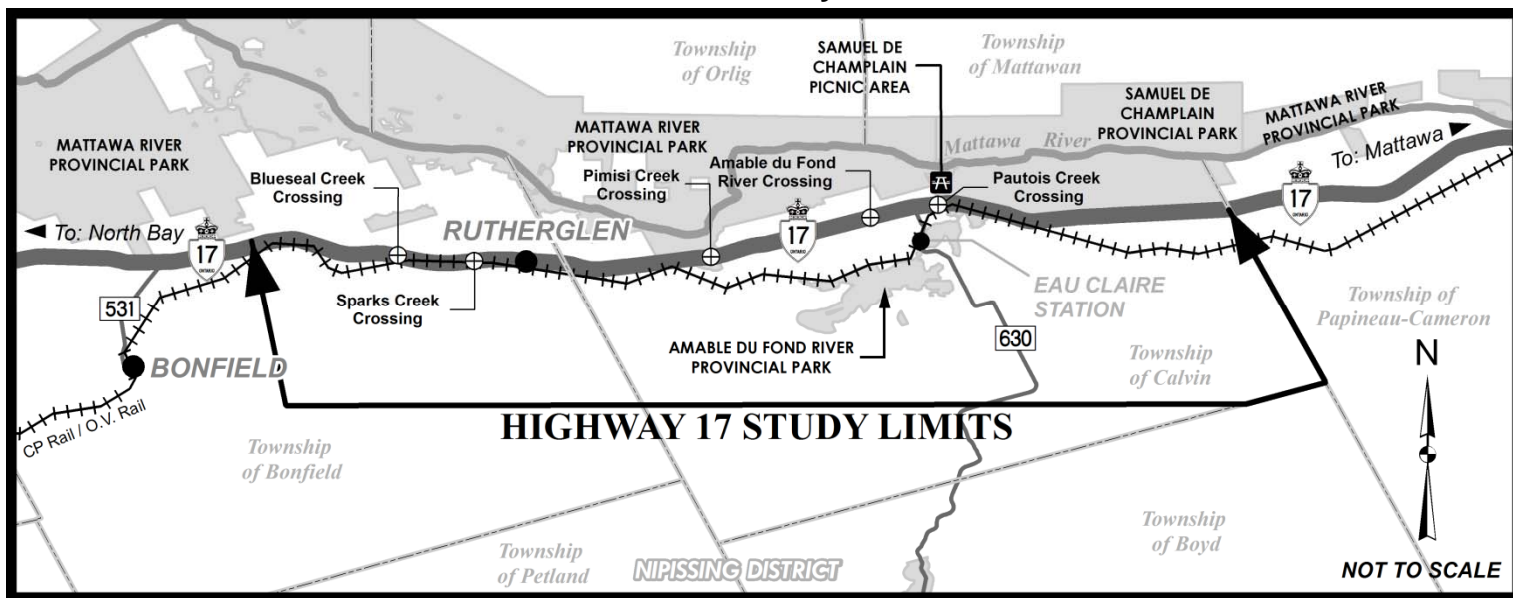 Township
of Orlig
SAMUEL DE
CHAMPLAIN
PICNIC AREA
Township
of Mattawan
MATTAWA RIVER
PROVINCIAL PARK
MATTAWA RIVER
PROVINCIAL PARK
SAMUEL DE
CHAMPLAIN
PROVINCIAL PARK
MATTAWA RIVER
PROVINCIAL PARK
Mattawa River
To: Mattawa
Blueseal Creek
Crossing
Pimisi Creek
Crossing
Amable du Fond
River Crossing
Pautois Creek
Crossing
To: North Bay
17
ONTARIO
RUTHERGLEN
17
ONTARIO
17
ONTARIO
Sparks Creek
Crossing
EAU CLAIRE
STATION
Township of
Papineau-Cameron
531
BONFIELD
AMABLE DU FOND RIVER
PROVINCIAL PARK
630
Township
of Calvin
N
CP Rail / O.V. Rail
HIGHWAY 17 STUDY LIMITS
Township
of Bonfield
Township
of Petland
NIPISSING DISTRICT
Township
of Boyd
NOT TO SCALE